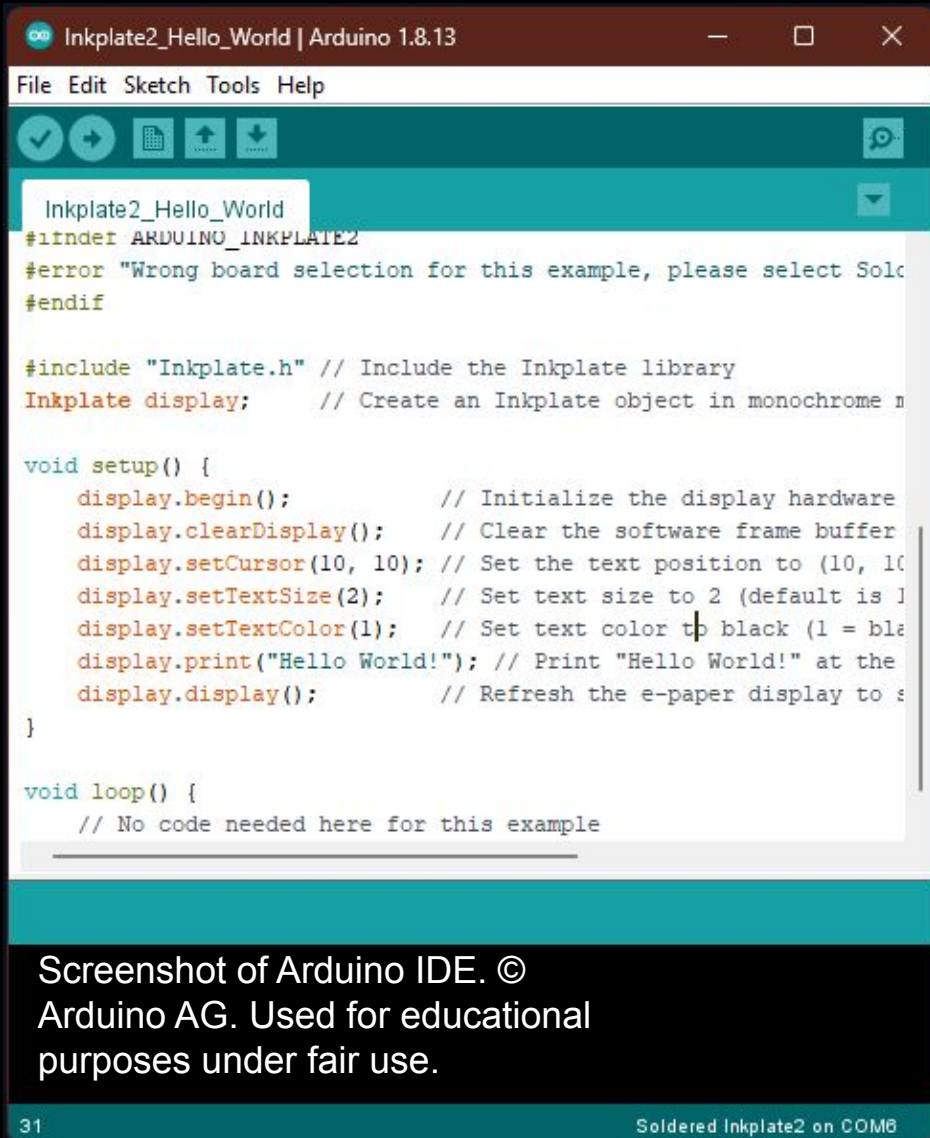 Inkplate2_Hello_World | Arduino 1.8.13
File Edit Sketch Tools Help
Inkplate2_Hello_World
#ifndef ARDUINO_INKPLATE2
#error "Wrong board selection for this example, please select
#endif
#include "Inkplate.h" // Include the Inkplate library
Inkplate display;     // Create an Inkplate object in monochrome
void setup() {
    display.begin();           // Initialize the display hardware
    display.clearDisplay();    // Clear the software frame buffer
    display.setCursor(10, 10); // Set the text position to (10,
    display.setTextSize(2);    // Set text size to 2 (default is
    display.setTextColor(1);   // Set text color to black (1 =
    display.print("Hello World!"); // Print "Hello World!" at the
    display.display();         // Refresh the e-paper display to
}
void loop() {
    // No code needed here for this example
Screenshot of Arduino IDE. ©
Arduino AG. Used for educational
purposes under fair use.
31 Soldered Inkplate2 on COM6